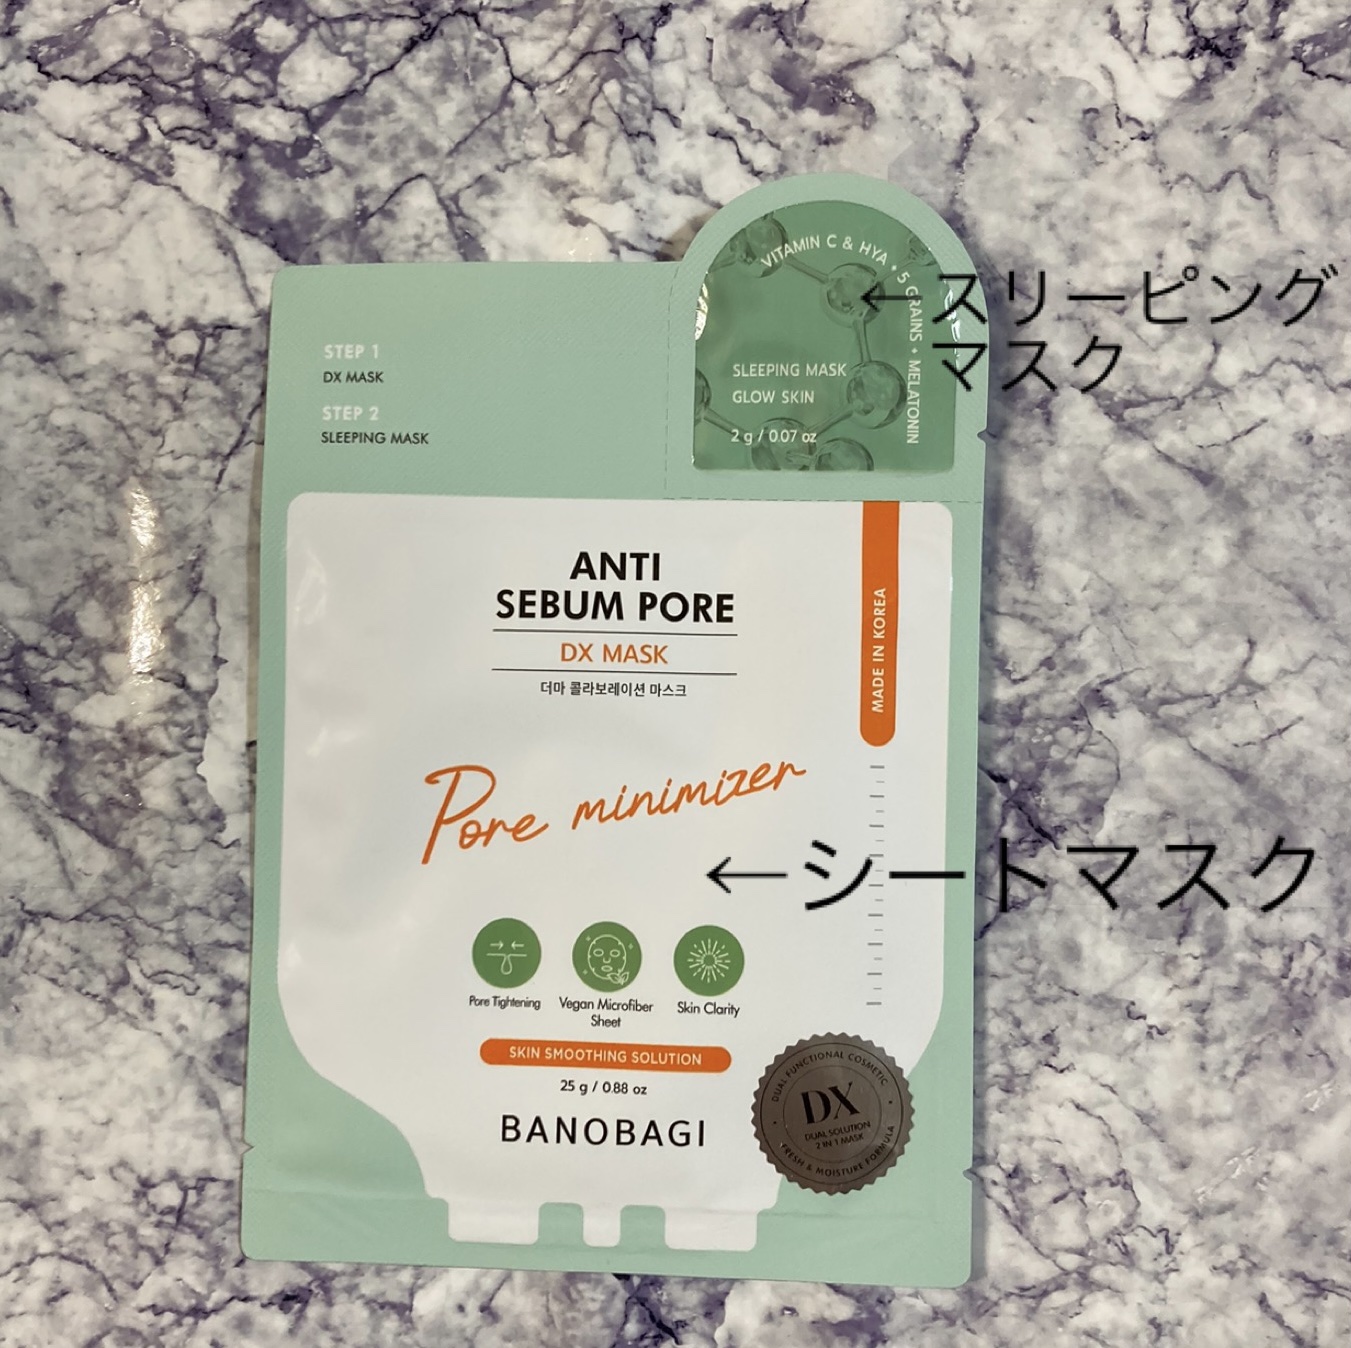 VITAMIN C & HYA • 5 GRAINS • MELATONIN
←スリーピング
マスク
STEP 1
DX MASK
STEP 2
SLEEPING MASK
SLEEPING MASK
GLOW SKIN
2 g / 0.07 oz
ANTI
SEBUM PORE
DX MASK
더마 콜라보레이션 마스크
MADE IN KOREA
Pore minimizer
←シートマスク
Pore Tightening
Vegan Microfiber
Sheet
Skin Clarity
SKIN SMOOTHING SOLUTION
25 g / 0.88 oz
BANOBAGI
DUAL FUNCTIONAL COSMETIC
DX
DUAL SOLUTION
2 IN 1 MASK
FRESH & MOISTURE FORMULA